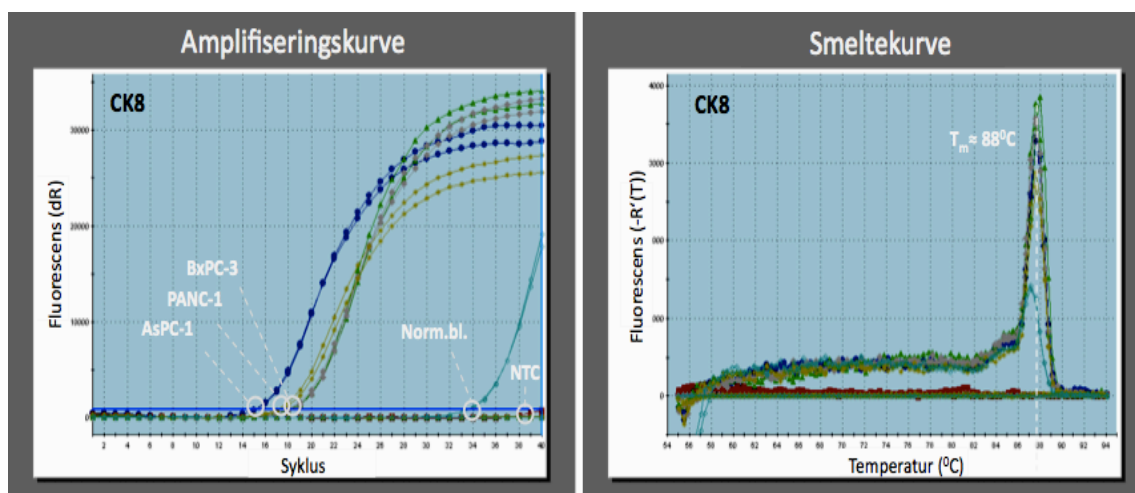 Amplifiseringskurve
CK8
Fluorescens (dR)
30000
20000
10000
0
BxPC-3
PANC-1
AsPC-1
Norm.bl.
NTC
2 4 6 8 10 12 14 16 18 20 22 24 26 28 30 32 34 36 38 40
Syklus
Smeltekurve
CK8
Fluorescens (-R'(T))
4000
3000
0
Tm≈ 88⁰C
54 56 58 60 62 64 66 68 70 72 74 76 78 80 82 84 86 88 90 92 94
Temperatur (⁰C)